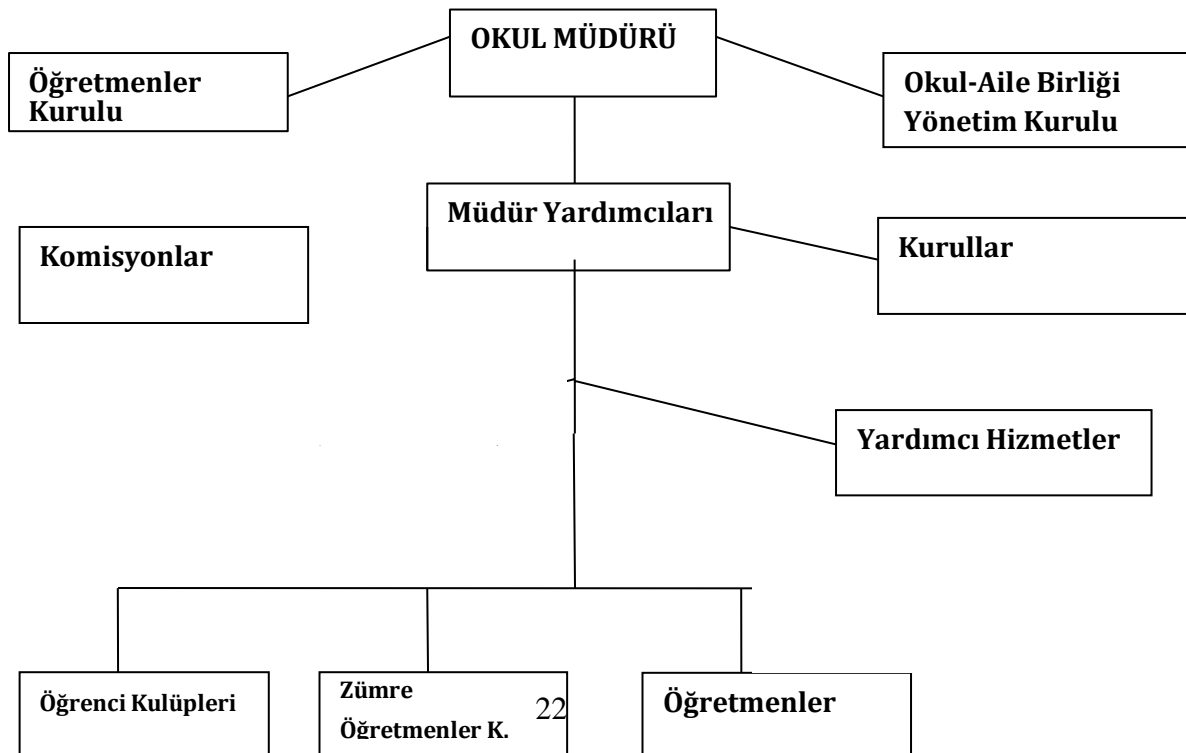 OKUL MÜDÜRÜ
Öğretmenler
Kurulu
Okul-Aile Birliği
Yönetim Kurulu
Müdür Yardımcıları
Komisyonlar
Kurullar
Yardımcı Hizmetler
Öğrenci Kulüpleri
Zümre
Öğretmenler K.
22
Öğretmenler